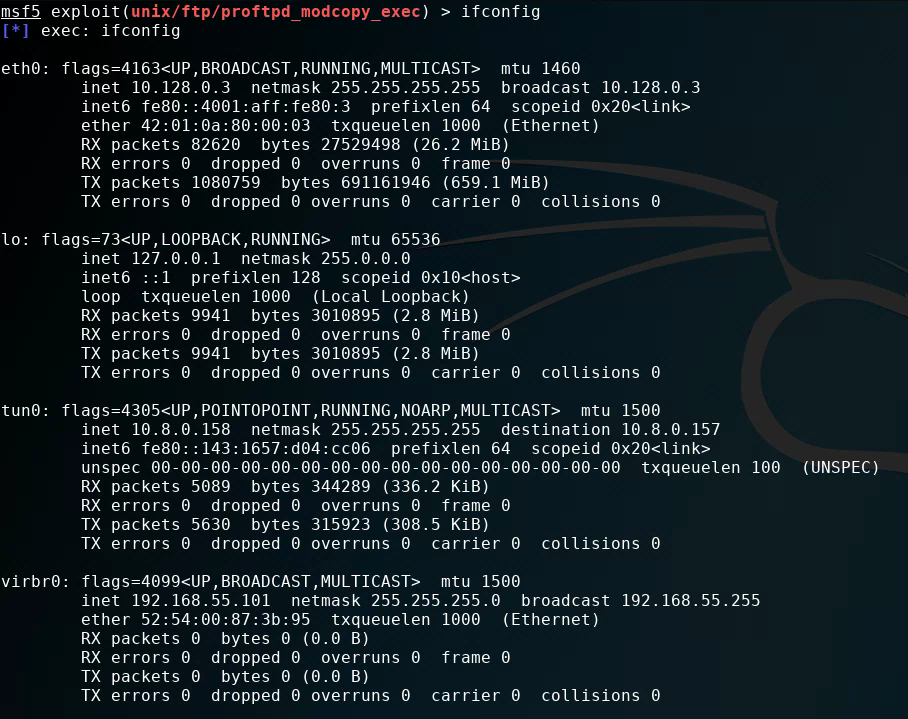 msf5 exploit(unix/ftp/proftpd_modcopy_exec) > ifconfig
[*] exec: ifconfig
eth0: flags=4163<UP,BROADCAST,RUNNING,MULTICAST>  mtu 1460
        inet 10.128.0.3  netmask 255.255.255.255  broadcast 10.128.0.3
        inet6 fe80::4001:aff:fe80:3  prefixlen 64  scopeid 0x20<link>
        ether 42:01:0a:80:00:03  txqueuelen 1000  (Ethernet)
        RX packets 82620  bytes 27529498 (26.2 MiB)
        RX errors 0  dropped 0  overruns 0  frame 0
        TX packets 1080759  bytes 691161946 (659.1 MiB)
        TX errors 0  dropped 0 overruns 0  carrier 0  collisions 0
lo: flags=73<UP,LOOPBACK,RUNNING>  mtu 65536
        inet 127.0.0.1  netmask 255.0.0.0
        inet6 ::1  prefixlen 128  scopeid 0x10<host>
        loop  txqueuelen 1000  (Local Loopback)
        RX packets 9941  bytes 3010895 (2.8 MiB)
        RX errors 0  dropped 0  overruns 0  frame 0
        TX packets 9941  bytes 3010895 (2.8 MiB)
        TX errors 0  dropped 0 overruns 0  carrier 0  collisions 0
tun0: flags=4305<UP,POINTOPOINT,RUNNING,NOARP,MULTICAST>  mtu 1500
        inet 10.8.0.158  netmask 255.255.255.255  destination 10.8.0.157
        inet6 fe80::143:1657:d04:cc06  prefixlen 64  scopeid 0x20<link>
        unspec 00-00-00-00-00-00-00-00-00-00-00-00-00-00-00-00  txqueuelen 100  (UNSPEC)
        RX packets 5089  bytes 344289 (336.2 KiB)
        RX errors 0  dropped 0  overruns 0  frame 0
        TX packets 5630  bytes 315923 (308.5 KiB)
        TX errors 0  dropped 0 overruns 0  carrier 0  collisions 0
virbr0: flags=4099<UP,BROADCAST,MULTICAST>  mtu 1500
        inet 192.168.55.101  netmask 255.255.255.0  broadcast 192.168.55.255
        ether 52:54:00:87:3b:95  txqueuelen 1000  (Ethernet)
        RX packets 0  bytes 0 (0.0 B)
        RX errors 0  dropped 0  overruns 0  frame 0
        TX packets 0  bytes 0 (0.0 B)
        TX errors 0  dropped 0 overruns 0  carrier 0  collisions 0